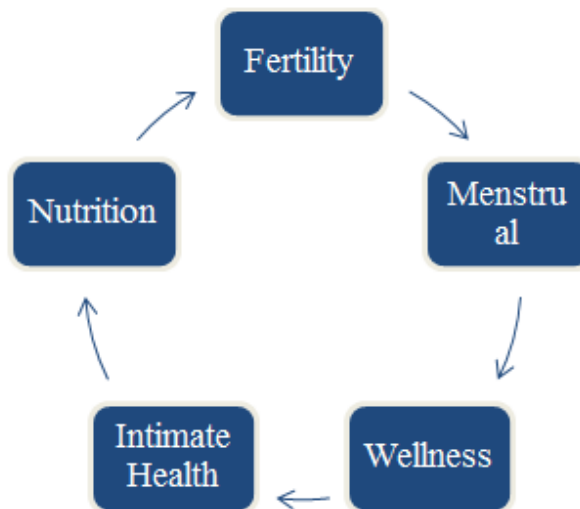 Fertility
Menstru
al
Wellness
Intimate
Health
Nutrition